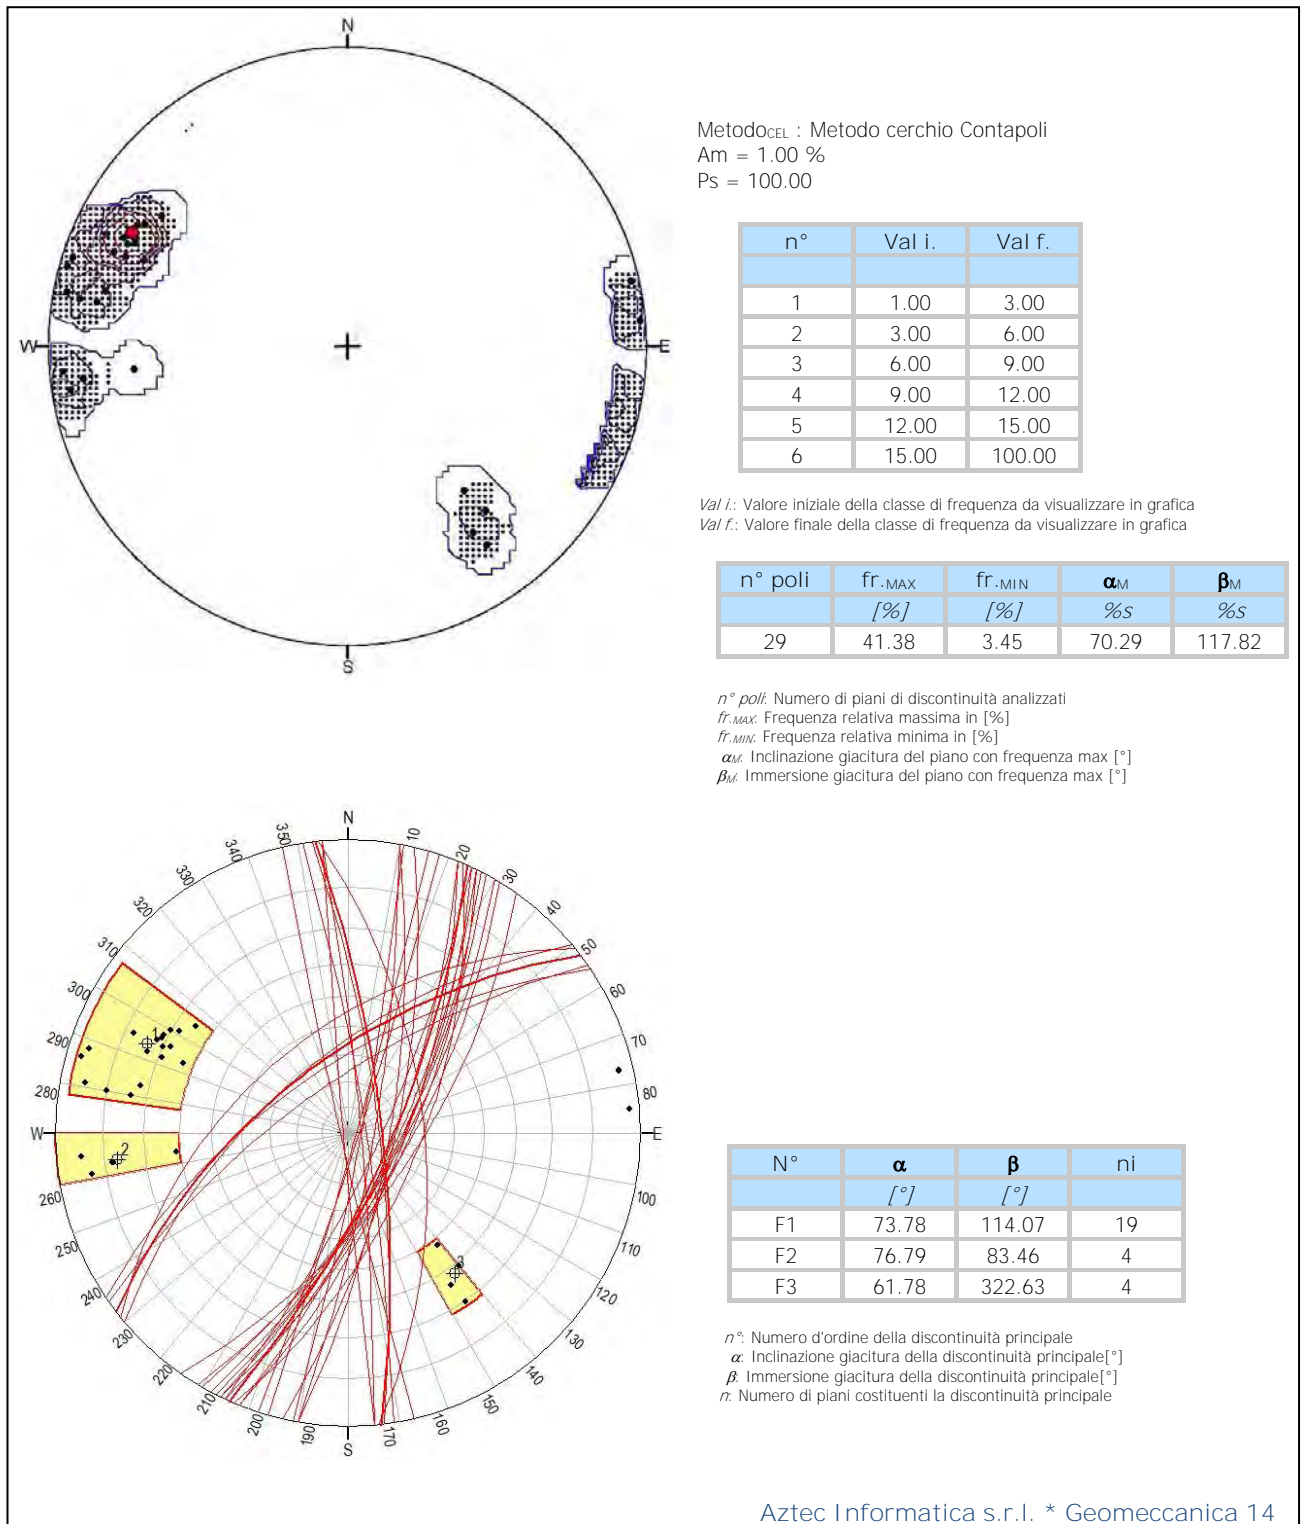 N
W
E
S
Metodo CEL : Metodo cerchio Contapoli
Am = 1.00 %
Ps = 100.00
n° Val i. Val f.
1 1.00 3.00
2 3.00 6.00
3 6.00 9.00
4 9.00 12.00
5 12.00 15.00
6 15.00 100.00
Val i.: Valore iniziale della classe di frequenza da visualizzare in grafica
Val f.: Valore finale della classe di frequenza da visualizzare in grafica
n° poli fr.MAX fr.MIN αM βM
[%] [%] %s %s
29 41.38 3.45 70.29 117.82
n° poli: Numero di piani di discontinuità analizzati
fr.MAX: Frequenza relativa massima in [%]
fr.MIN: Frequenza relativa minima in [%]
αM: Inclinazione giacitura del piano con frequenza max [°]
βM: Immersione giacitura del piano con frequenza max [°]
N
10
20
30
40
50
60
70
80
E
100
110
120
130
140
150
160
170
S
190
200
210
220
230
240
250
260
W
280
290
300
310
320
330
340
350
1
2
3
N° α β ni
[°] [°]
F1 73.78 114.07 19
F2 76.79 83.46 4
F3 61.78 322.63 4
n°: Numero d'ordine della discontinuità principale
α: Inclinazione giacitura della discontinuità principale[°]
β: Immersione giacitura della discontinuità principale[°]
n: Numero di piani costituenti la discontinuità principale
Aztec Informatica s.r.l. * Geomeccanica 14